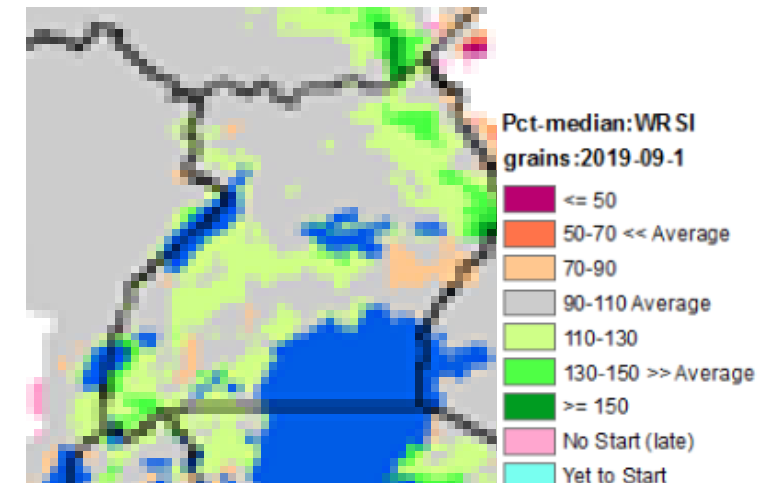 Pct-median:WRSI
grains:2019-09-1
<= 50
50-70 << Average
70-90
90-110 Average
110-130
130-150 >> Average
>= 150
No Start (late)
Yet to Start